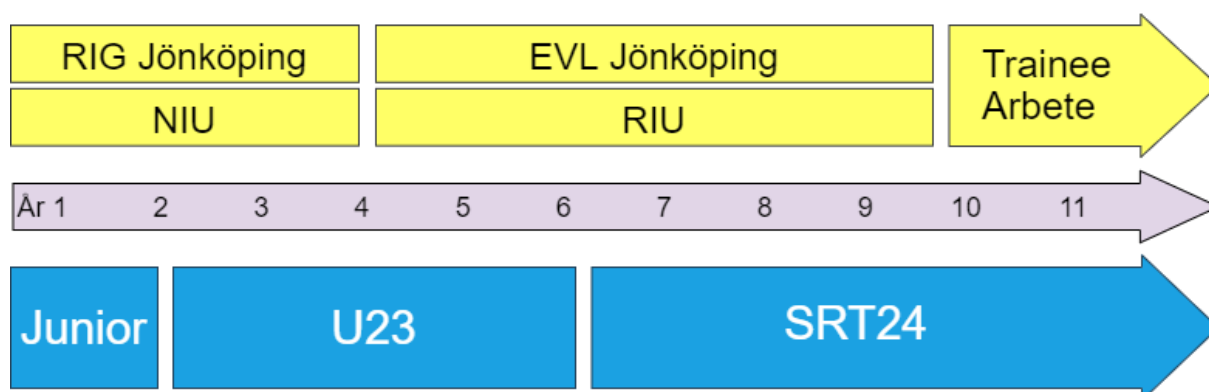 RIG Jönköping
EVL Jönköping
Trainee
Arbete
NIU
RIU
År 1 2 3 4 5 6 7 8 9 10 11
Junior
U23
SRT24